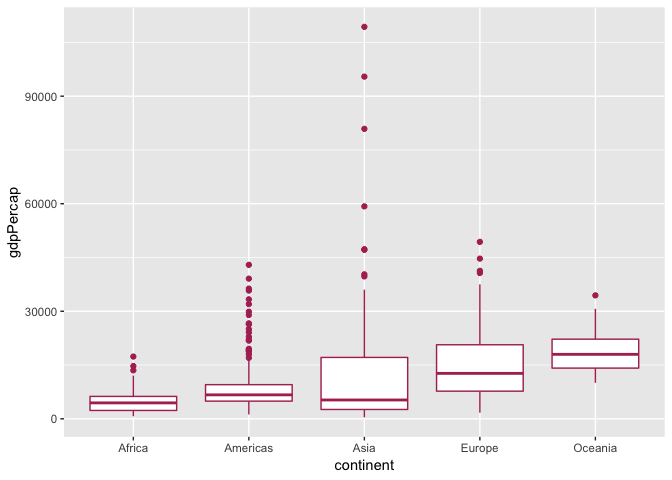 gdpPercap
90000
60000
30000
0
Africa
Americas
Asia
Europe
Oceania
continent